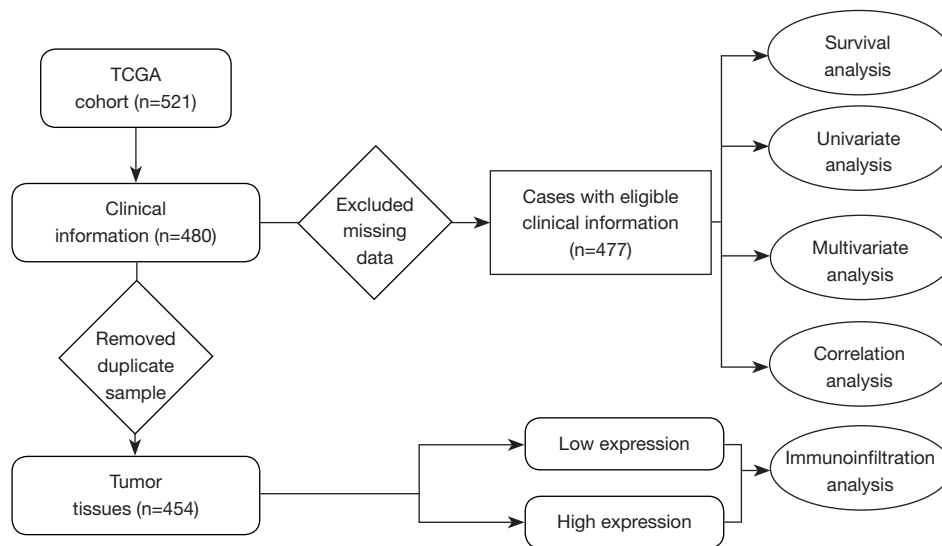 TCGA
cohort (n=521)
Clinical
information (n=480)
Excluded
missing
data
Cases with eligible
clinical information
(n=477)
Survival
analysis
Univariate
analysis
Multivariate
analysis
Correlation
analysis
Removed
duplicate
sample
Tumor
tissues (n=454)
Low expression
High expression
Immunoinfiltration
analysis